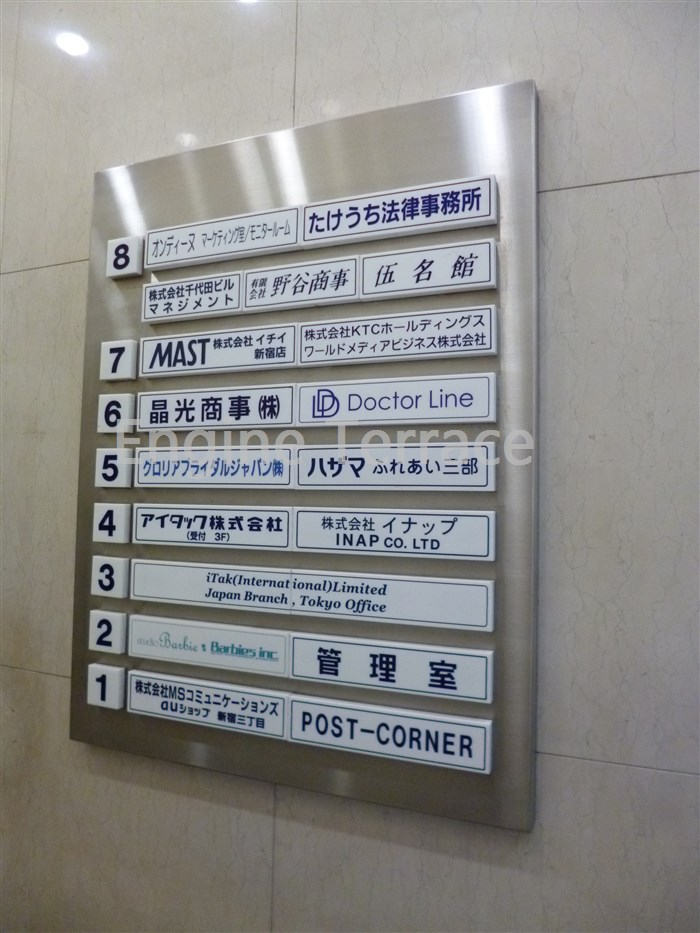 8
オンディーヌ マーケティング室/モニタールーム
たけうち法律事務所
株式会社千代田ビル
マネジメント
有限会社 野谷商事
伍名館
7
MAST 株式会社 イチイ
新宿店
株式会社KTCホールディングス
ワールドメディアビジネス株式会社
6
晶光商事㈱
DL Doctor Line
Engine Terrace
5
グロリアブライダルジャパン㈱
ハザマ ふれあい三部
4
アイタック株式会社
(受付 3F)
株式会社 イナップ
INAP CO. LTD
3
iTak(International)Limited
Japan Branch , Tokyo Office
2
Barbie
Barbies inc.
管理室
1
株式会社MSコミュニケーションズ
auショップ 新宿三丁目
POST-CORNER